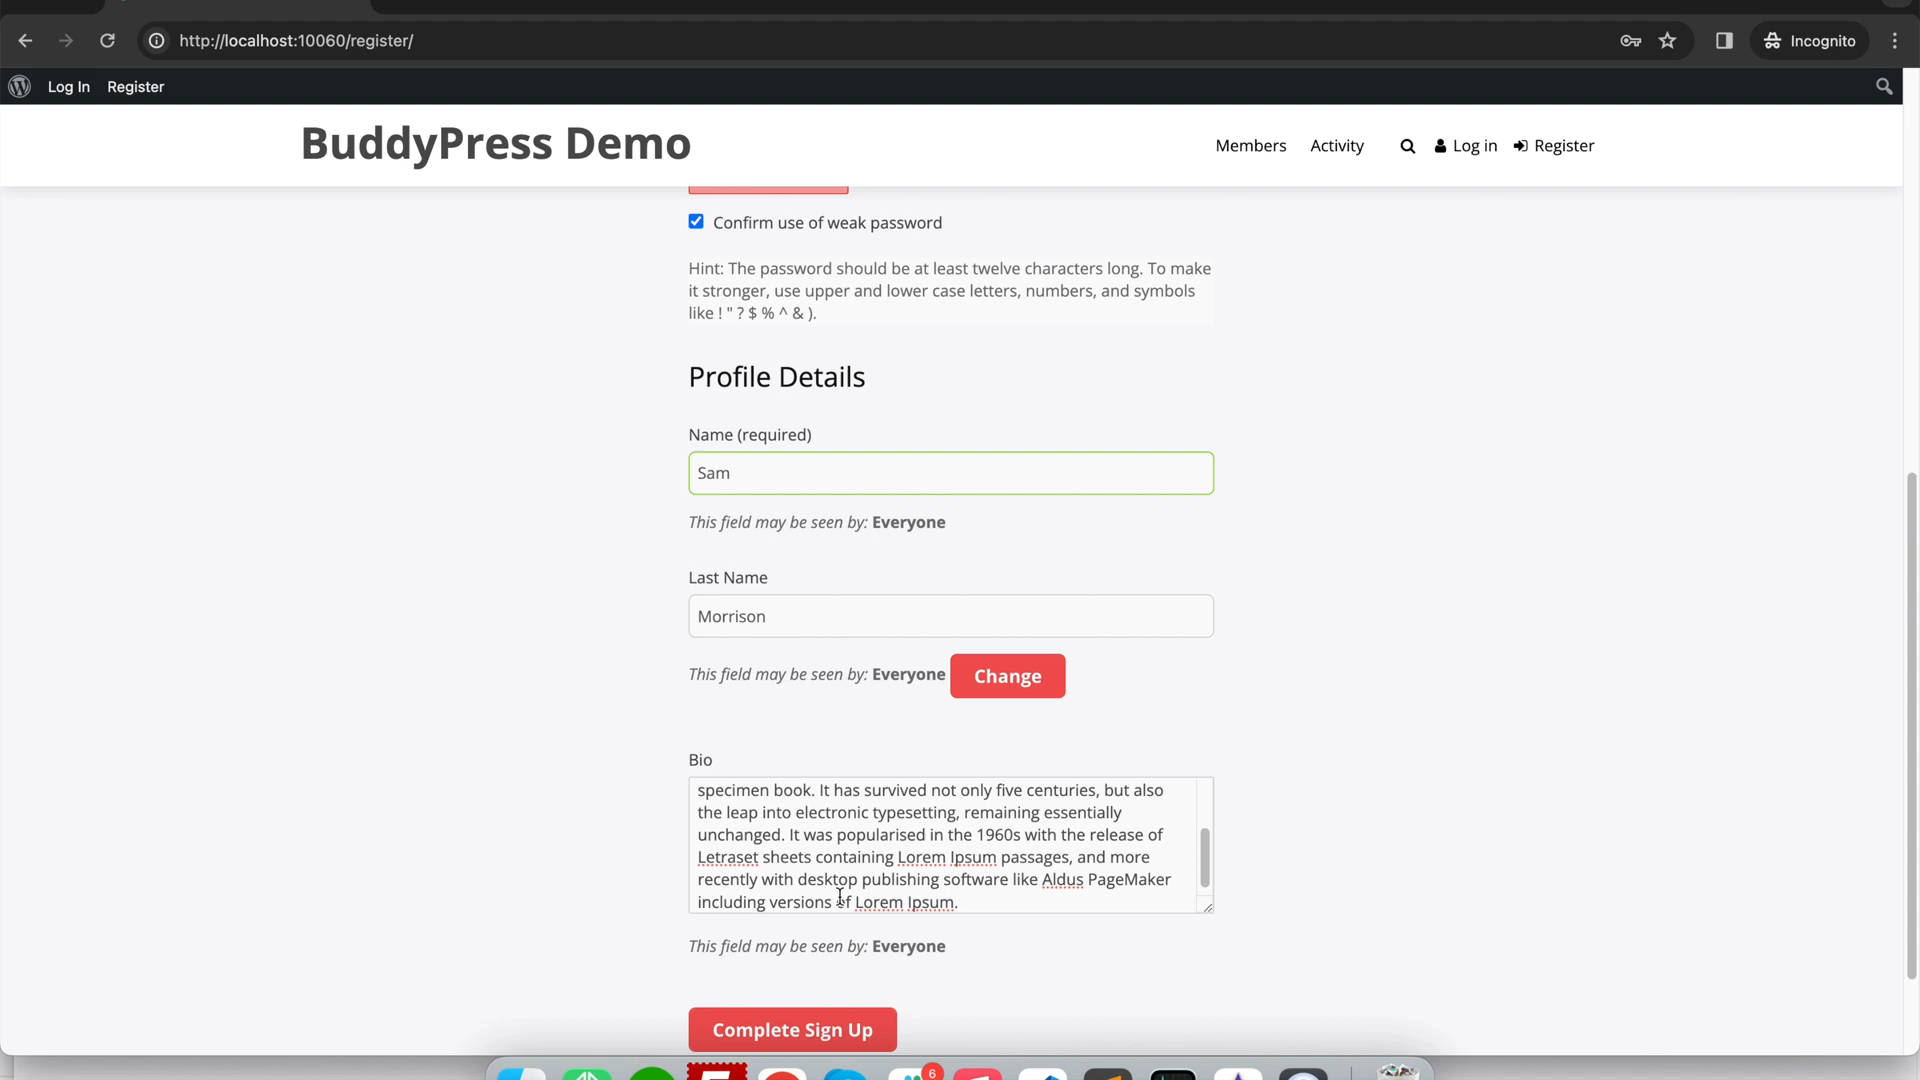 http://localhost:10060/register/
Incognito
Log In Register
BuddyPress Demo
Members Activity Log in Register
Confirm use of weak password
Hint: The password should be at least twelve characters long. To make
it stronger, use upper and lower case letters, numbers, and symbols
like ! " ? $ % ^ & ).
Profile Details
Name (required)
Sam
This field may be seen by: Everyone
Last Name
Morrison
This field may be seen by: Everyone Change
Bio
specimen book. It has survived not only five centuries, but also
the leap into electronic typesetting, remaining essentially
unchanged. It was popularised in the 1960s with the release of
Letraset sheets containing Lorem Ipsum passages, and more
recently with desktop publishing software like Aldus PageMaker
including versions of Lorem Ipsum.
This field may be seen by: Everyone
Complete Sign Up
6